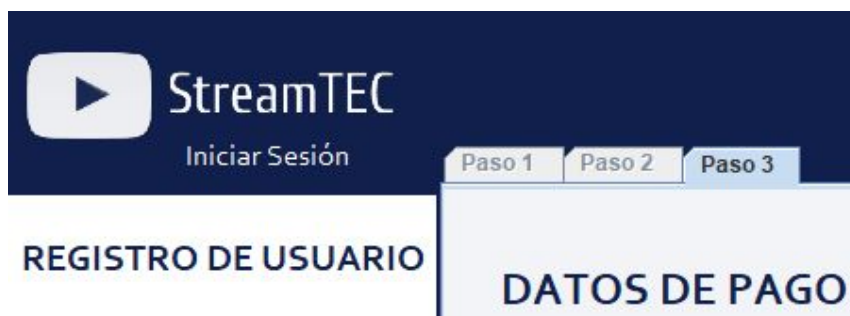 StreamTEC
Iniciar Sesión
Paso 1
Paso 2
Paso 3
REGISTRO DE USUARIO
DATOS DE PAGO